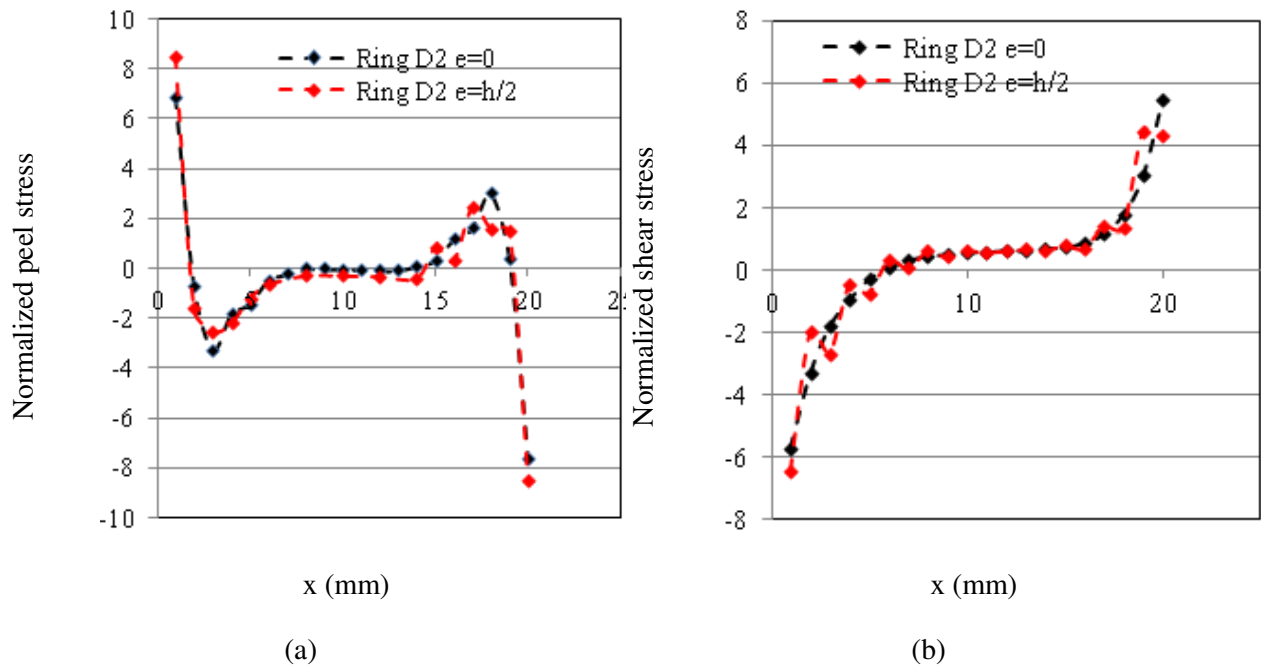 10
8
6
4
2
0
-2
-4
-6
-8
-10
0
5
10
15
20
25
Ring D2 e=0
Ring D2 e=h/2
Normalized peel stress
x (mm)
(a)
8
6
4
2
0
-2
-4
-6
-8
0
10
20
Ring D2 e=0
Ring D2 e=h/2
Normalized shear stress
x (mm)
(b)